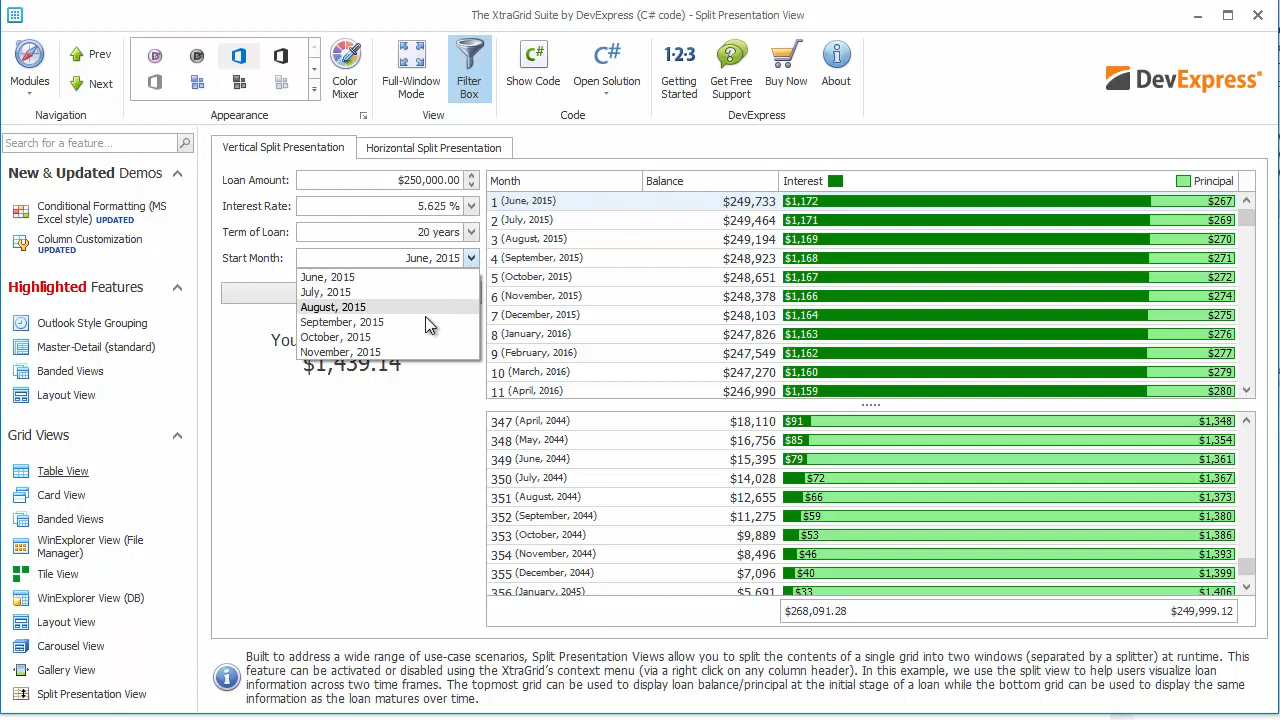 The XtraGrid Suite by DevExpress (C# code) - Split Presentation View
Modules
Prev
Next
Navigation
Color Mixer
Appearance
Full-Window Mode
Filter Box
View
C#
Show Code
C#
Open Solution
Code
1·2·3
Getting Started
Get Free Support
Buy Now
About
DevExpress
DevExpress
Search for a feature...
New & Updated Demos
Conditional Formatting (MS
Excel style) UPDATED
Column Customization
UPDATED
Highlighted Features
Outlook Style Grouping
Master-Detail (standard)
Banded Views
Layout View
Grid Views
Table View
Card View
Banded Views
WinExplorer View (File
Manager)
Tile View
WinExplorer View (DB)
Layout View
Carousel View
Gallery View
Split Presentation View
Vertical Split Presentation
Horizontal Split Presentation
Loan Amount: $250,000.00
Interest Rate: 5.625 %
Term of Loan: 20 years
Start Month: June, 2015
June, 2015
July, 2015
August, 2015
September, 2015
October, 2015
November, 2015
You
$1,439.14
Month Balance Interest Principal
1 (June, 2015) $249,733 $1,172 $267
2 (July, 2015) $249,464 $1,171 $269
3 (August, 2015) $249,194 $1,169 $270
4 (September, 2015) $248,923 $1,168 $271
5 (October, 2015) $248,651 $1,167 $272
6 (November, 2015) $248,378 $1,166 $274
7 (December, 2015) $248,103 $1,164 $275
8 (January, 2016) $247,826 $1,163 $276
9 (February, 2016) $247,549 $1,162 $277
10 (March, 2016) $247,270 $1,160 $279
11 (April, 2016) $246,990 $1,159 $280
347 (April, 2044) $18,110 $91 $1,348
348 (May, 2044) $16,756 $85 $1,354
349 (June, 2044) $15,395 $79 $1,361
350 (July, 2044) $14,028 $72 $1,367
351 (August, 2044) $12,655 $66 $1,373
352 (September, 2044) $11,275 $59 $1,380
353 (October, 2044) $9,889 $53 $1,386
354 (November, 2044) $8,496 $46 $1,393
355 (December, 2044) $7,096 $40 $1,399
356 (January, 2045) $5,691 $33 $1,406
$268,091.28 $249,999.12
Built to address a wide range of use-case scenarios, Split Presentation Views allow you to split the contents of a single grid into two windows (separated by a splitter) at runtime. This
feature can be activated or disabled using the XtraGrid's context menu (via a right click on any column header). In this example, we use the split view to help users visualize loan
information across two time frames. The topmost grid can be used to display loan balance/principal at the initial stage of a loan while the bottom grid can be used to display the same
information as the loan matures over time.